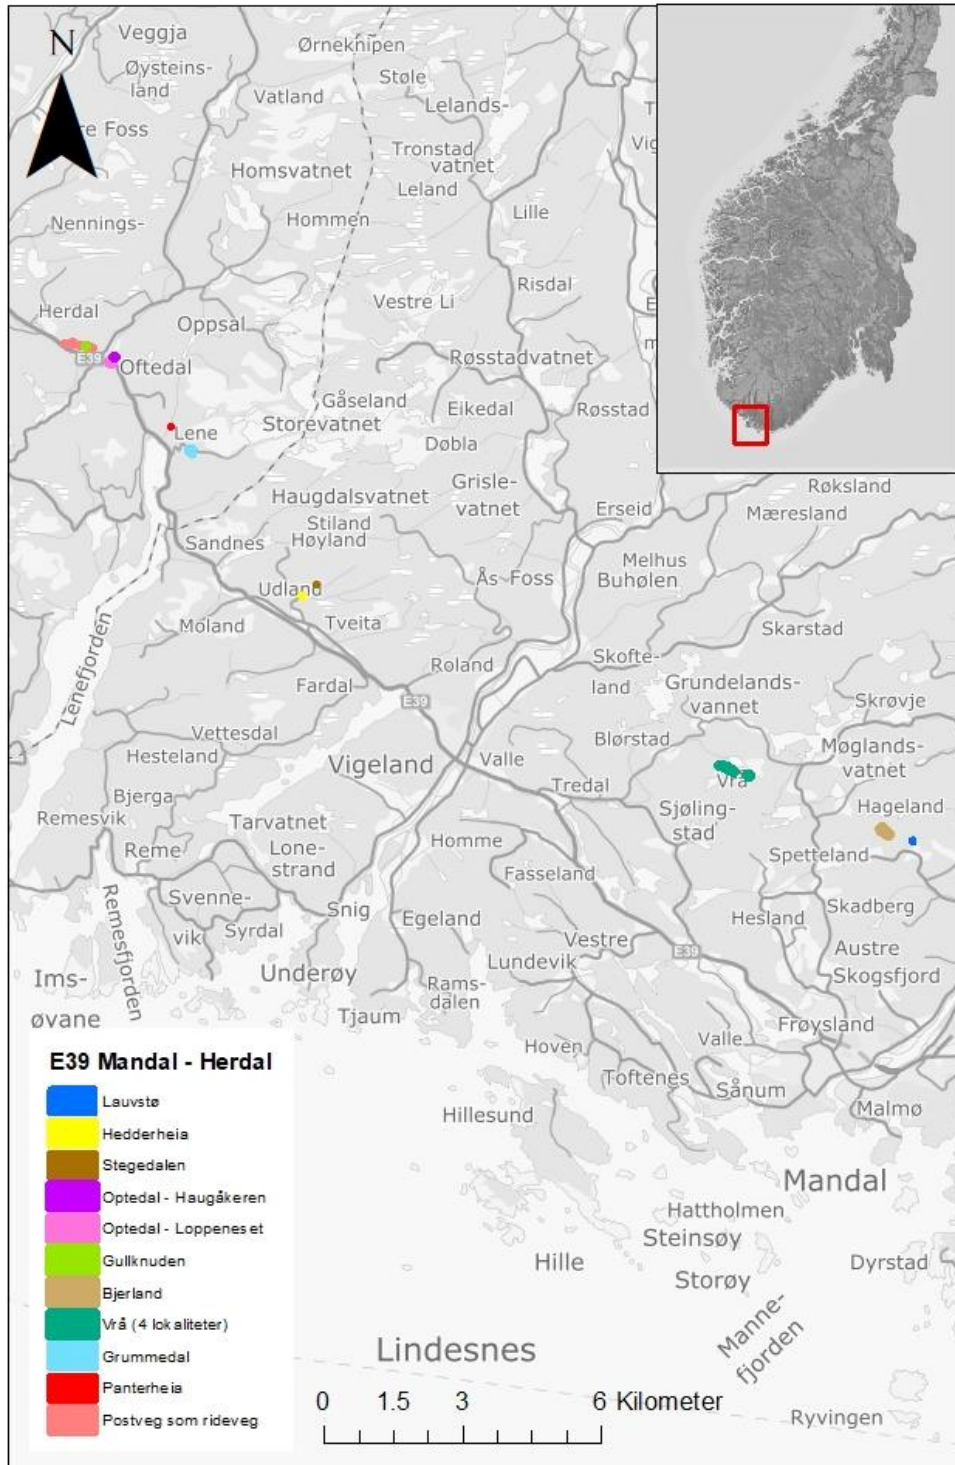 N
Veggja
Øysteins-
land
Ørneknipen
Støle
Vatland
Lelands-
re Foss
Tronstad
vatnet
Homsvatnet
Leland
Nennings-
Hommen
Lille
Herdal
Vestre Li
Risdal
Oppsal
E39
Oftedal
Røsstadvatnet
Gåseland
Eikedal
Røsstad
Lene
Storevatnet
Døbla
Haugdalsvatnet
Grisle-
vatnet
Røksland
Erseid
Mæresland
Stiland
Sandnes
Høyland
Melhus
Ås
Foss
Buhølen
Udland
Tveita
Moland
Skarstad
Lenefjorden
Roland
Skofte-
land
Fardal
Grundelands-
vannet
Skrøvje
E39
Vettesdal
Blørstad
Hesteland
Vigeland
Valle
Møglands-
vatnet
Vrå
Bjerga
Tredal
Sjøling-
stad
Hageland
Remesvik
Tarvatnet
Homme
Reme
Lone-
strand
Spetteland
Fasseland
Svenne-
vik
Snig
Egeland
Hesland
Skadberg
Syrdal
Vestre
Remesfjorden
E39
Austre
Lundevik
Skogsfjord
Ims-
øvane
Underøy
Rams-
dalen
Tjaum
Frøysland
Valle
Hoven
Toftenes
Sånum
Malmø
Hillesund
Mandal
Hattholmen
Steinsøy
Hille
Storøy
Dyrstad
Manne-
fjorden
Lindesnes
Ryvingen
E39 Mandal - Herdal
Lauvstø
Hedderheia
Stegedalen
Optedal - Haugåkeren
Optedal - Loppeneset
Gullknuden
Bjerland
Vrå (4 lokaliteter)
Grummedal
Panterheia
Postveg som rideveg
0 1.5 3 6 Kilometer